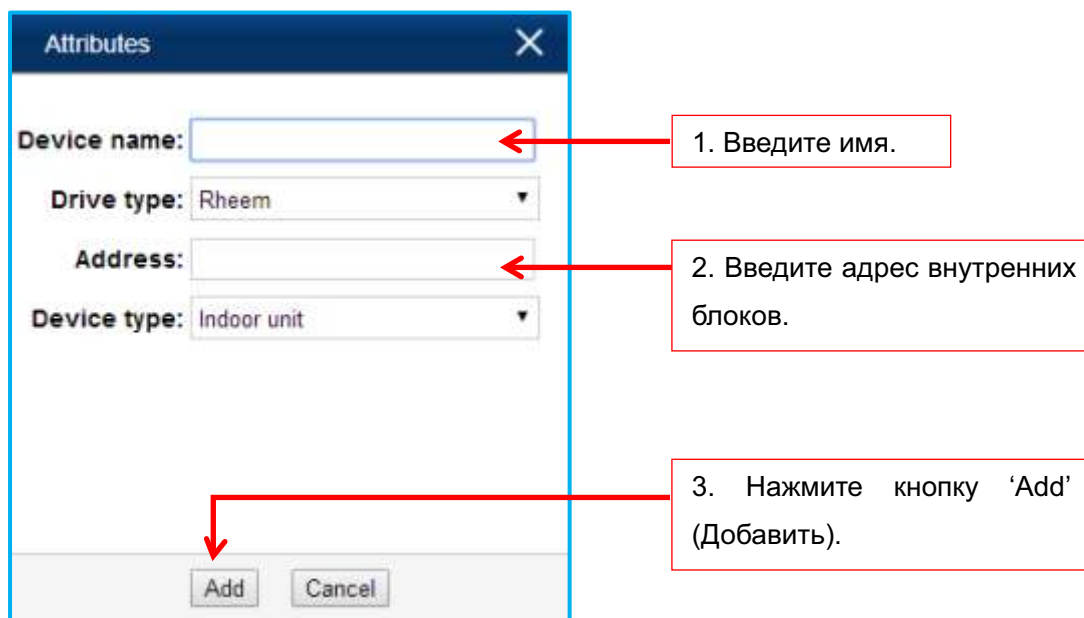 Attributes
Device name:
1. Введите имя.
Drive type: Rheem
Address:
2. Введите адрес внутренних
блоков.
Device type: Indoor unit
3. Нажмите кнопку ‘Add’
(Добавить).
Add Cancel